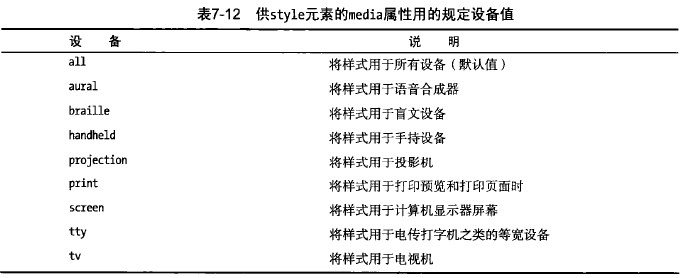 表7-12 供style元素的media属性用的规定设备值
设 备 说 明
all 将样式用于所有设备（默认值）
aural 将样式用于语音合成器
braille 将样式用于盲文设备
handheld 将样式用于手持设备
projection 将样式用于投影机
print 将样式用于打印预览和打印页面时
screen 将样式用于计算机显示器屏幕
tty 将样式用于电传打字机之类的等宽设备
tv 将样式用于电视机